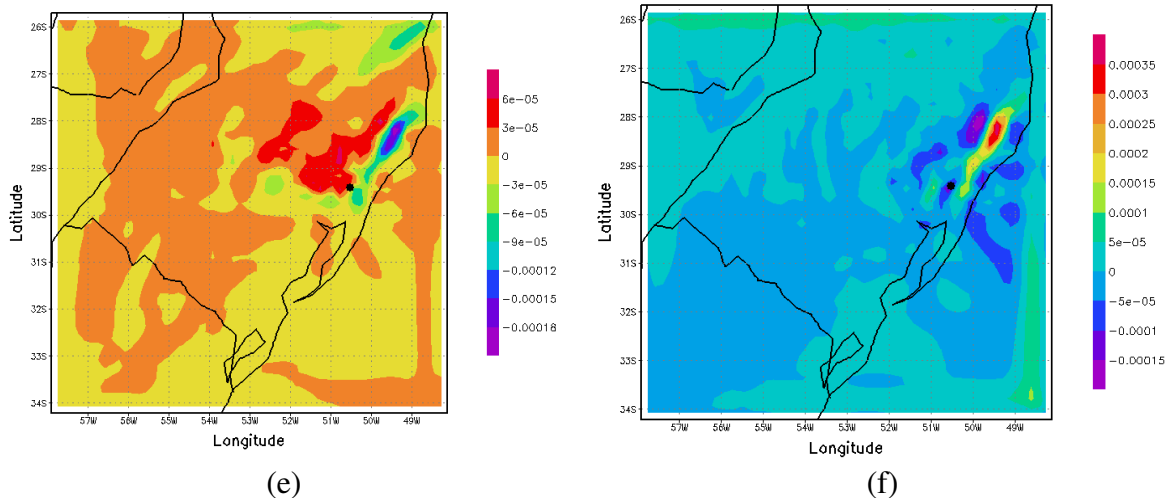 26S
27S
28S
29S
30S
31S
32S
33S
34S
Latitude
57W 56W 55W 54W 53W 52W 51W 50W 49W
Longitude
6e-05
3e-05
0
-3e-05
-6e-05
-9e-05
-0.00012
-0.00015
-0.00016
(e)
26S
27S
28S
29S
30S
31S
32S
33S
34S
Latitude
57W 56W 55W 54W 53W 52W 51W 50W 49W
Longitude
0.00035
0.0003
0.00025
0.0002
0.00015
0.0001
5e-05
0
-5e-05
-0.0001
-0.00015
(f)